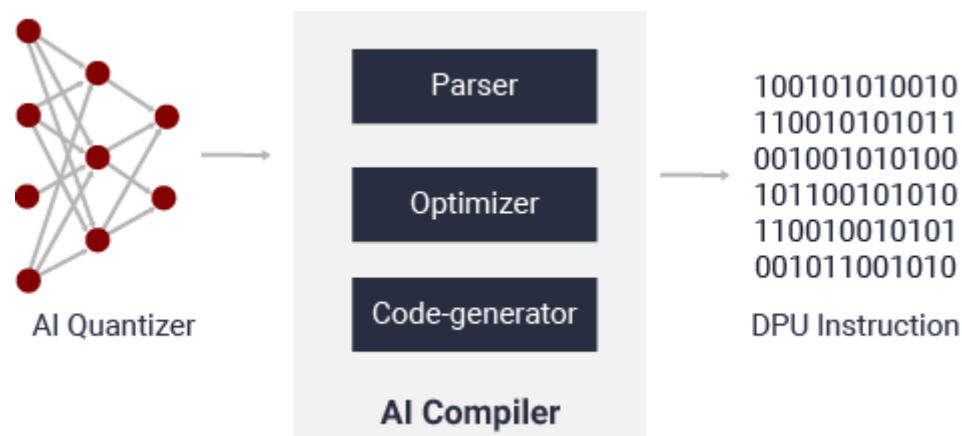 AI Quantizer
Parser
Optimizer
Code-generator
AI Compiler
100101010010
110010101011
001001010100
101100101010
110010010101
001011001010
DPU Instruction